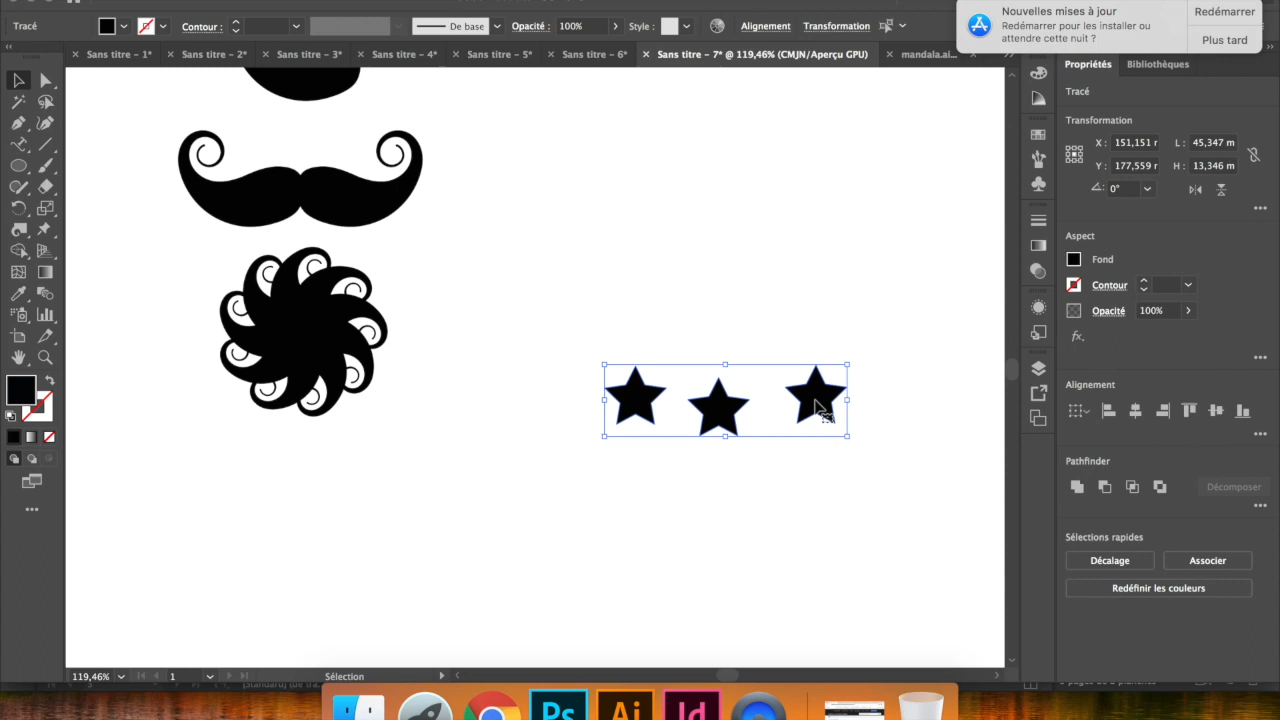 Nouvelles mises à jour
Redémarrer pour les installer ou
attendre cette nuit ?
Redémarrer
Plus tard
Tracé
Contour :
De base
Opacité :
100%
Style :
Alignement
Transformation
Sans titre - 1*
Sans titre - 2*
Sans titre - 3*
Sans titre - 4*
Sans titre - 5*
Sans titre - 6*
Sans titre - 7* @ 119,46% (CMJN/Aperçu GPU)
mandala.ai...
Propriétés
Bibliothèques
Tracé
Transformation
X :
151,151 r
L :
45,347 m
Y :
177,559 r
H :
13,346 m
0°
Aspect
Fond
Contour
Opacité
100%
fx.
Alignement
Pathfinder
Décomposer
Sélections rapides
Décalage
Associer
Redéfinir les couleurs
119,46%
1
Sélection
Ps
Ai
Id